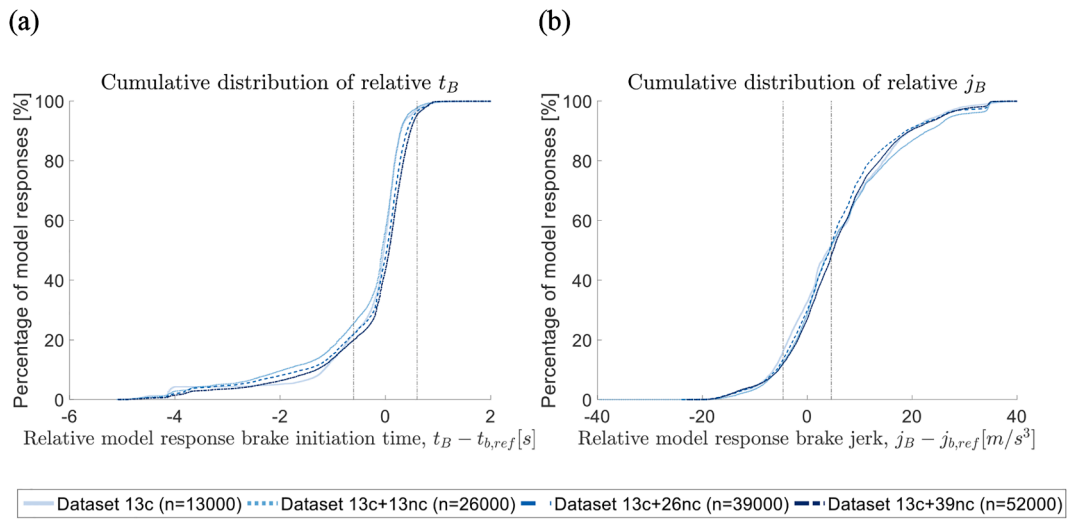 (a)
(b)
Cumulative distribution of relative t_B
Cumulative distribution of relative j_B
Percentage of model responses [%]
100
80
60
40
20
0
-6
-4
-2
0
2
Relative model response brake initiation time, t_B − t_{b,ref}[s]
Percentage of model responses [%]
100
80
60
40
20
0
-40
-20
0
20
40
Relative model response brake jerk, j_B − j_{b,ref}[m/s³]
Dataset 13c (n=13000) Dataset 13c+13nc (n=26000) Dataset 13c+26nc (n=39000) Dataset 13c+39nc (n=52000)